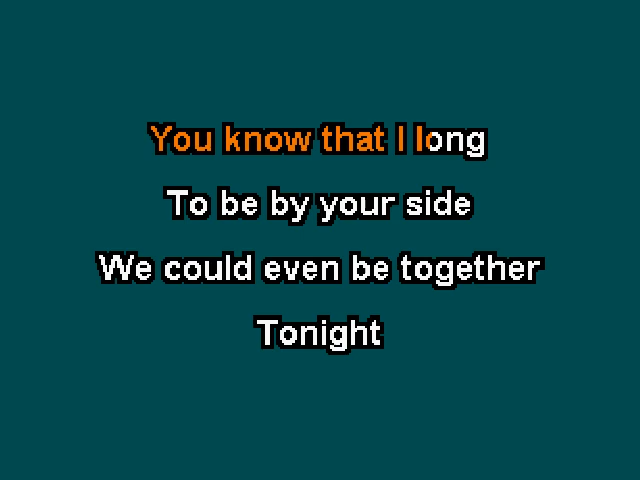 You know that I long
To be by your side
We could even be together
Tonight